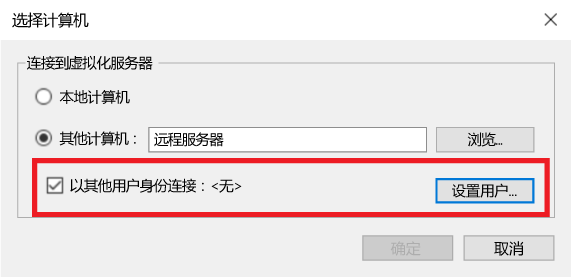 选择计算机
连接到虚拟化服务器
本地计算机
其他计算机： 远程服务器 浏览...
以其他用户身份连接：<无> 设置用户...
确定 取消